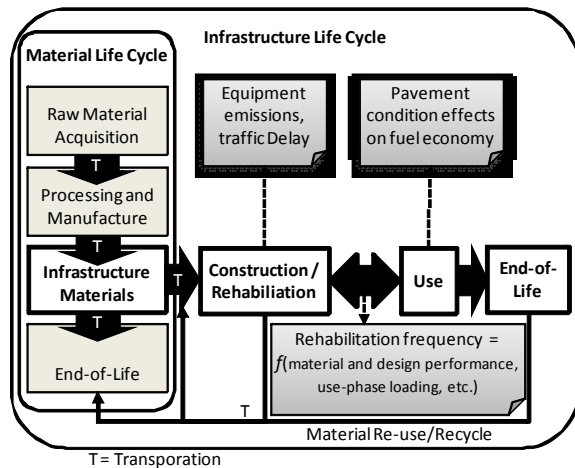 Infrastructure Life Cycle
Material Life Cycle
Raw Material
Acquisition
T
Processing and
Manufacture
T
Infrastructure
Materials
T
End-of-Life
T
Equipment
emissions,
traffic Delay
Pavement
condition effects
on fuel economy
Construction /
Rehabiliation
Use
End-of-
Life
Rehabilitation frequency =
f(material and design performance,
use-phase loading, etc.)
T
Material Re-use/Recycle
T = Transporation